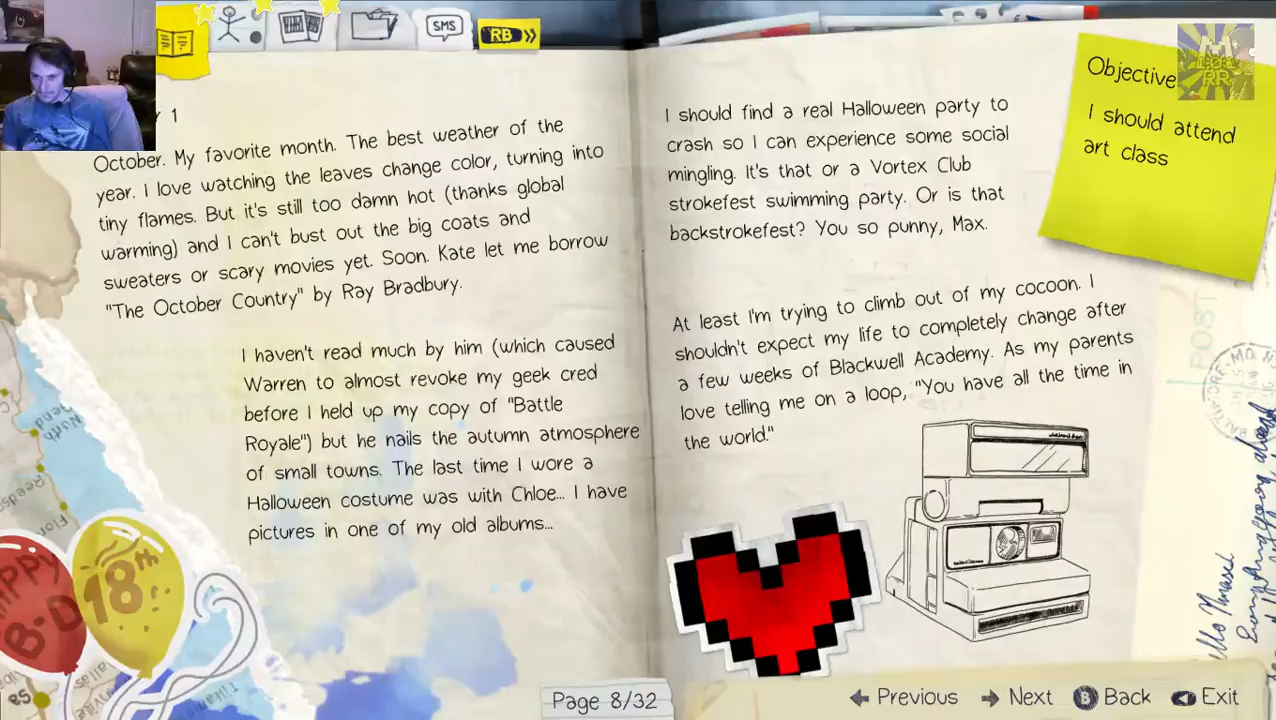 SMS
RB
1
October. My favorite month. The best weather of the
year. I love watching the leaves change color, turning into
tiny flames. But it's still too damn hot (thanks global
warming) and I can't bust out the big coats and
sweaters or scary movies yet. Soon. Kate let me borrow
"The October Country" by Ray Bradbury.
I haven't read much by him (which caused
Warren to almost revoke my geek cred
before I held up my copy of "Battle
Royale") but he nails the autumn atmosphere
of small towns. The last time I wore a
Halloween costume was with Chloe... I have
pictures in one of my old albums...
I should find a real Halloween party to
crash so I can experience some social
mingling. It's that or a Vortex Club
strokefest swimming party. Or is that
backstrokefest? You so punny, Max.
At least I'm trying to climb out of my cocoon. I
shouldn't expect my life to completely change after
a few weeks of Blackwell Academy. As my parents
love telling me on a loop, "You have all the time in
the world."
Objective
I should attend
art class
POST
18th
B-D
Page 8/32
Previous
Next
B Back
Exit